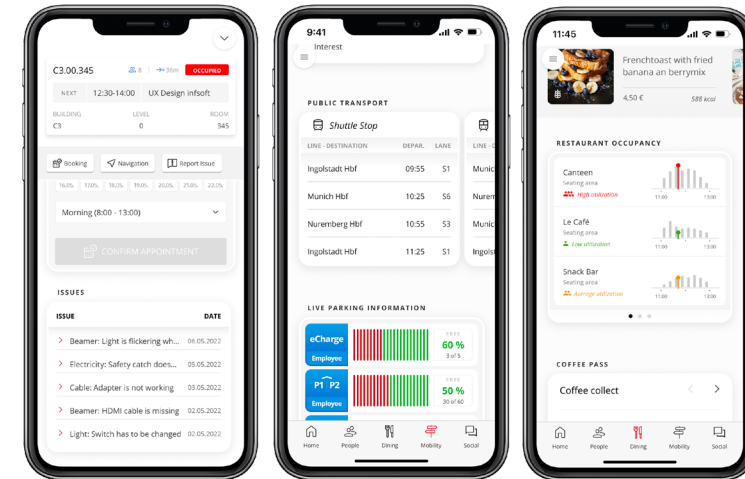 C3.00.345
8
36m
OCCUPIED
NEXT 12:30-14:00 UX Design infsoft
BUILDING LEVEL ROOM
C3 0 345
Booking Navigation Report Issue
16.05. 17.05. 18.05. 19.05. 20.05. 21.05. 22.05.
Morning (8:00 - 13:00)
CONFIRM APPOINTMENT
ISSUES
ISSUE DATE
Beamer: Light is flickering wh... 06.05.2022
Electricity: Safety catch does... 05.05.2022
Cable: Adapter is not working 03.05.2022
Beamer: HDMI cable is missing 02.05.2022
Light: Switch has to be changed 02.05.2022
9:41
Interest
PUBLIC TRANSPORT
Shuttle Stop
LINE - DESTINATION DEPAR. LANE
Ingolstadt Hbf 09:55 S1
Munich Hbf 10:25 S6
Nuremberg Hbf 10:55 S3
Ingolstadt Hbf 11:25 S1
LINE - D
Munic
Nurem
Munic
Ingols
LIVE PARKING INFORMATION
eCharge
Employee
FREE
60 %
3 of 5
P1 P2
Employee
FREE
50 %
30 of 60
Home People Dining Mobility Social
11:45
Frenchtoast with fried
banana an berrymix
4,50 € 588 kcal
RESTAURANT OCCUPANCY
Canteen
Seating area
High utilization
11:00 13:00
Le Café
Seating area
Low utilization
11:00 13:00
Snack Bar
Seating area
Average utilization
11:00 13:00
COFFEE PASS
Coffee collect
Home People Dining Mobility Social